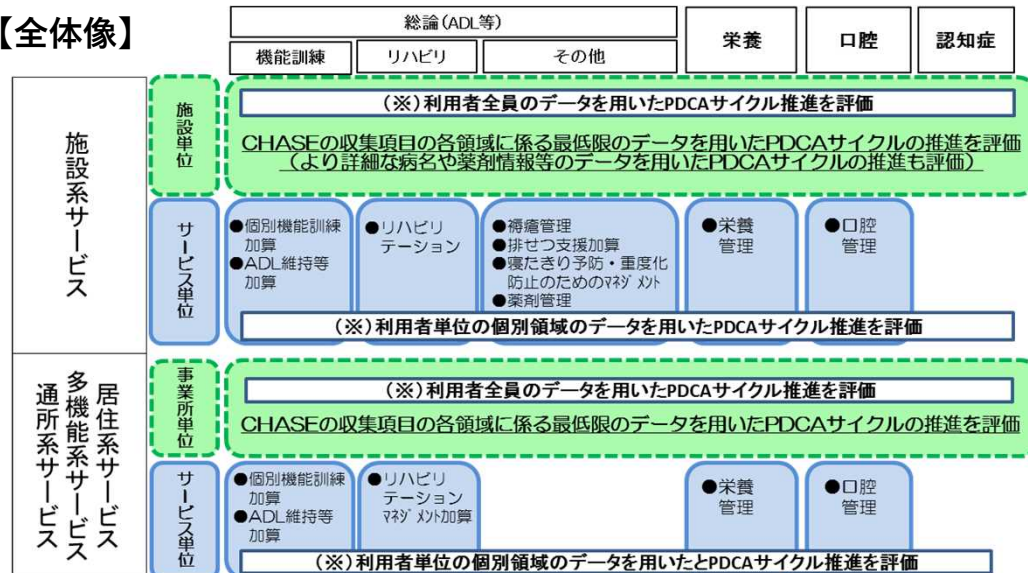 【全体像】
総論(ADL等)
機能訓練
リハビリ
その他
栄養
口腔
認知症
施設系サービス
施設単位
(※)利用者全員のデータを用いたPDCAサイクル推進を評価
CHASEの収集項目の各領域に係る最低限のデータを用いたPDCAサイクルの推進を評価
(より詳細な病名や薬剤情報等のデータを用いたPDCAサイクルの推進も評価)
サービス単位
●個別機能訓練
加算
●ADL維持等
加算
●リハビリ
テーション
●褥瘡管理
●排せつ支援加算
●寝たきり予防・重度化
防止のためのマネジメント
●薬剤管理
●栄養
管理
●口腔
管理
(※)利用者単位の個別領域のデータを用いたPDCAサイクル推進を評価
居住系サービス
多機能系サービス
通所系サービス
事業所単位
(※)利用者全員のデータを用いたPDCAサイクル推進を評価
CHASEの収集項目の各領域に係る最低限のデータを用いたPDCAサイクルの推進を評価
サービス単位
●個別機能訓練
加算
●ADL維持等
加算
●リハビリ
テーション
マネジメント加算
●栄養
管理
●口腔
管理
(※)利用者単位の個別領域のデータを用いたとPDCAサイクル推進を評価